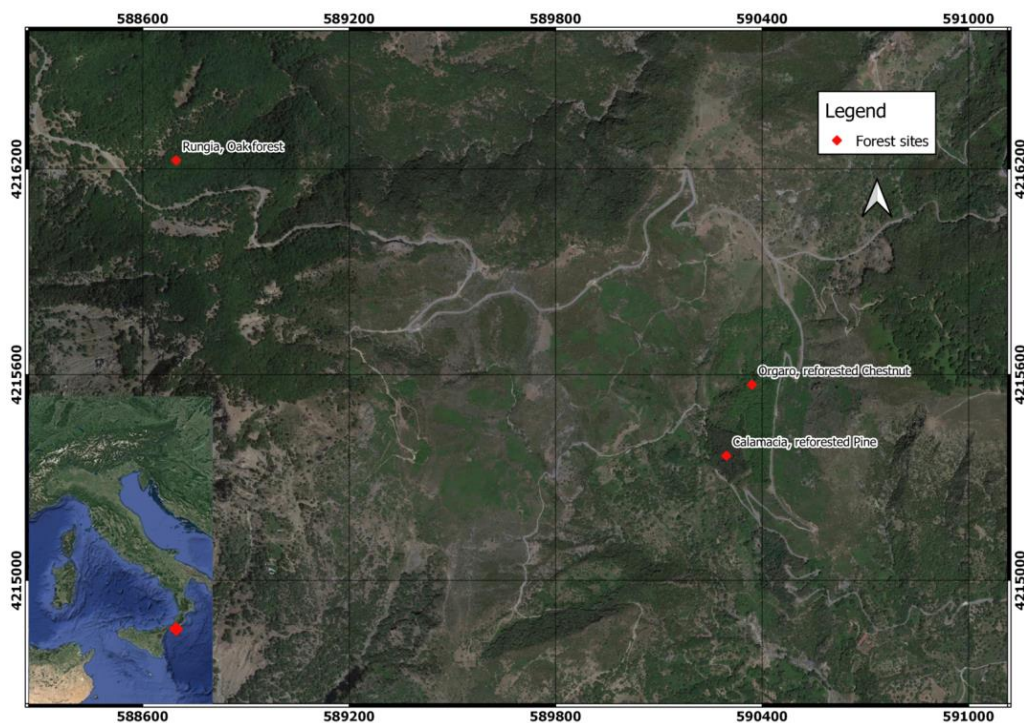 588600 589200 589800 590400 591000
Legend
Forest sites
Rungia, Oak forest
4216200 4216200
Orgaro, reforested Chestnut
4215600 4215600
Calamacia, reforested Pine
4215000 4215000
588600 589200 589800 590400 591000